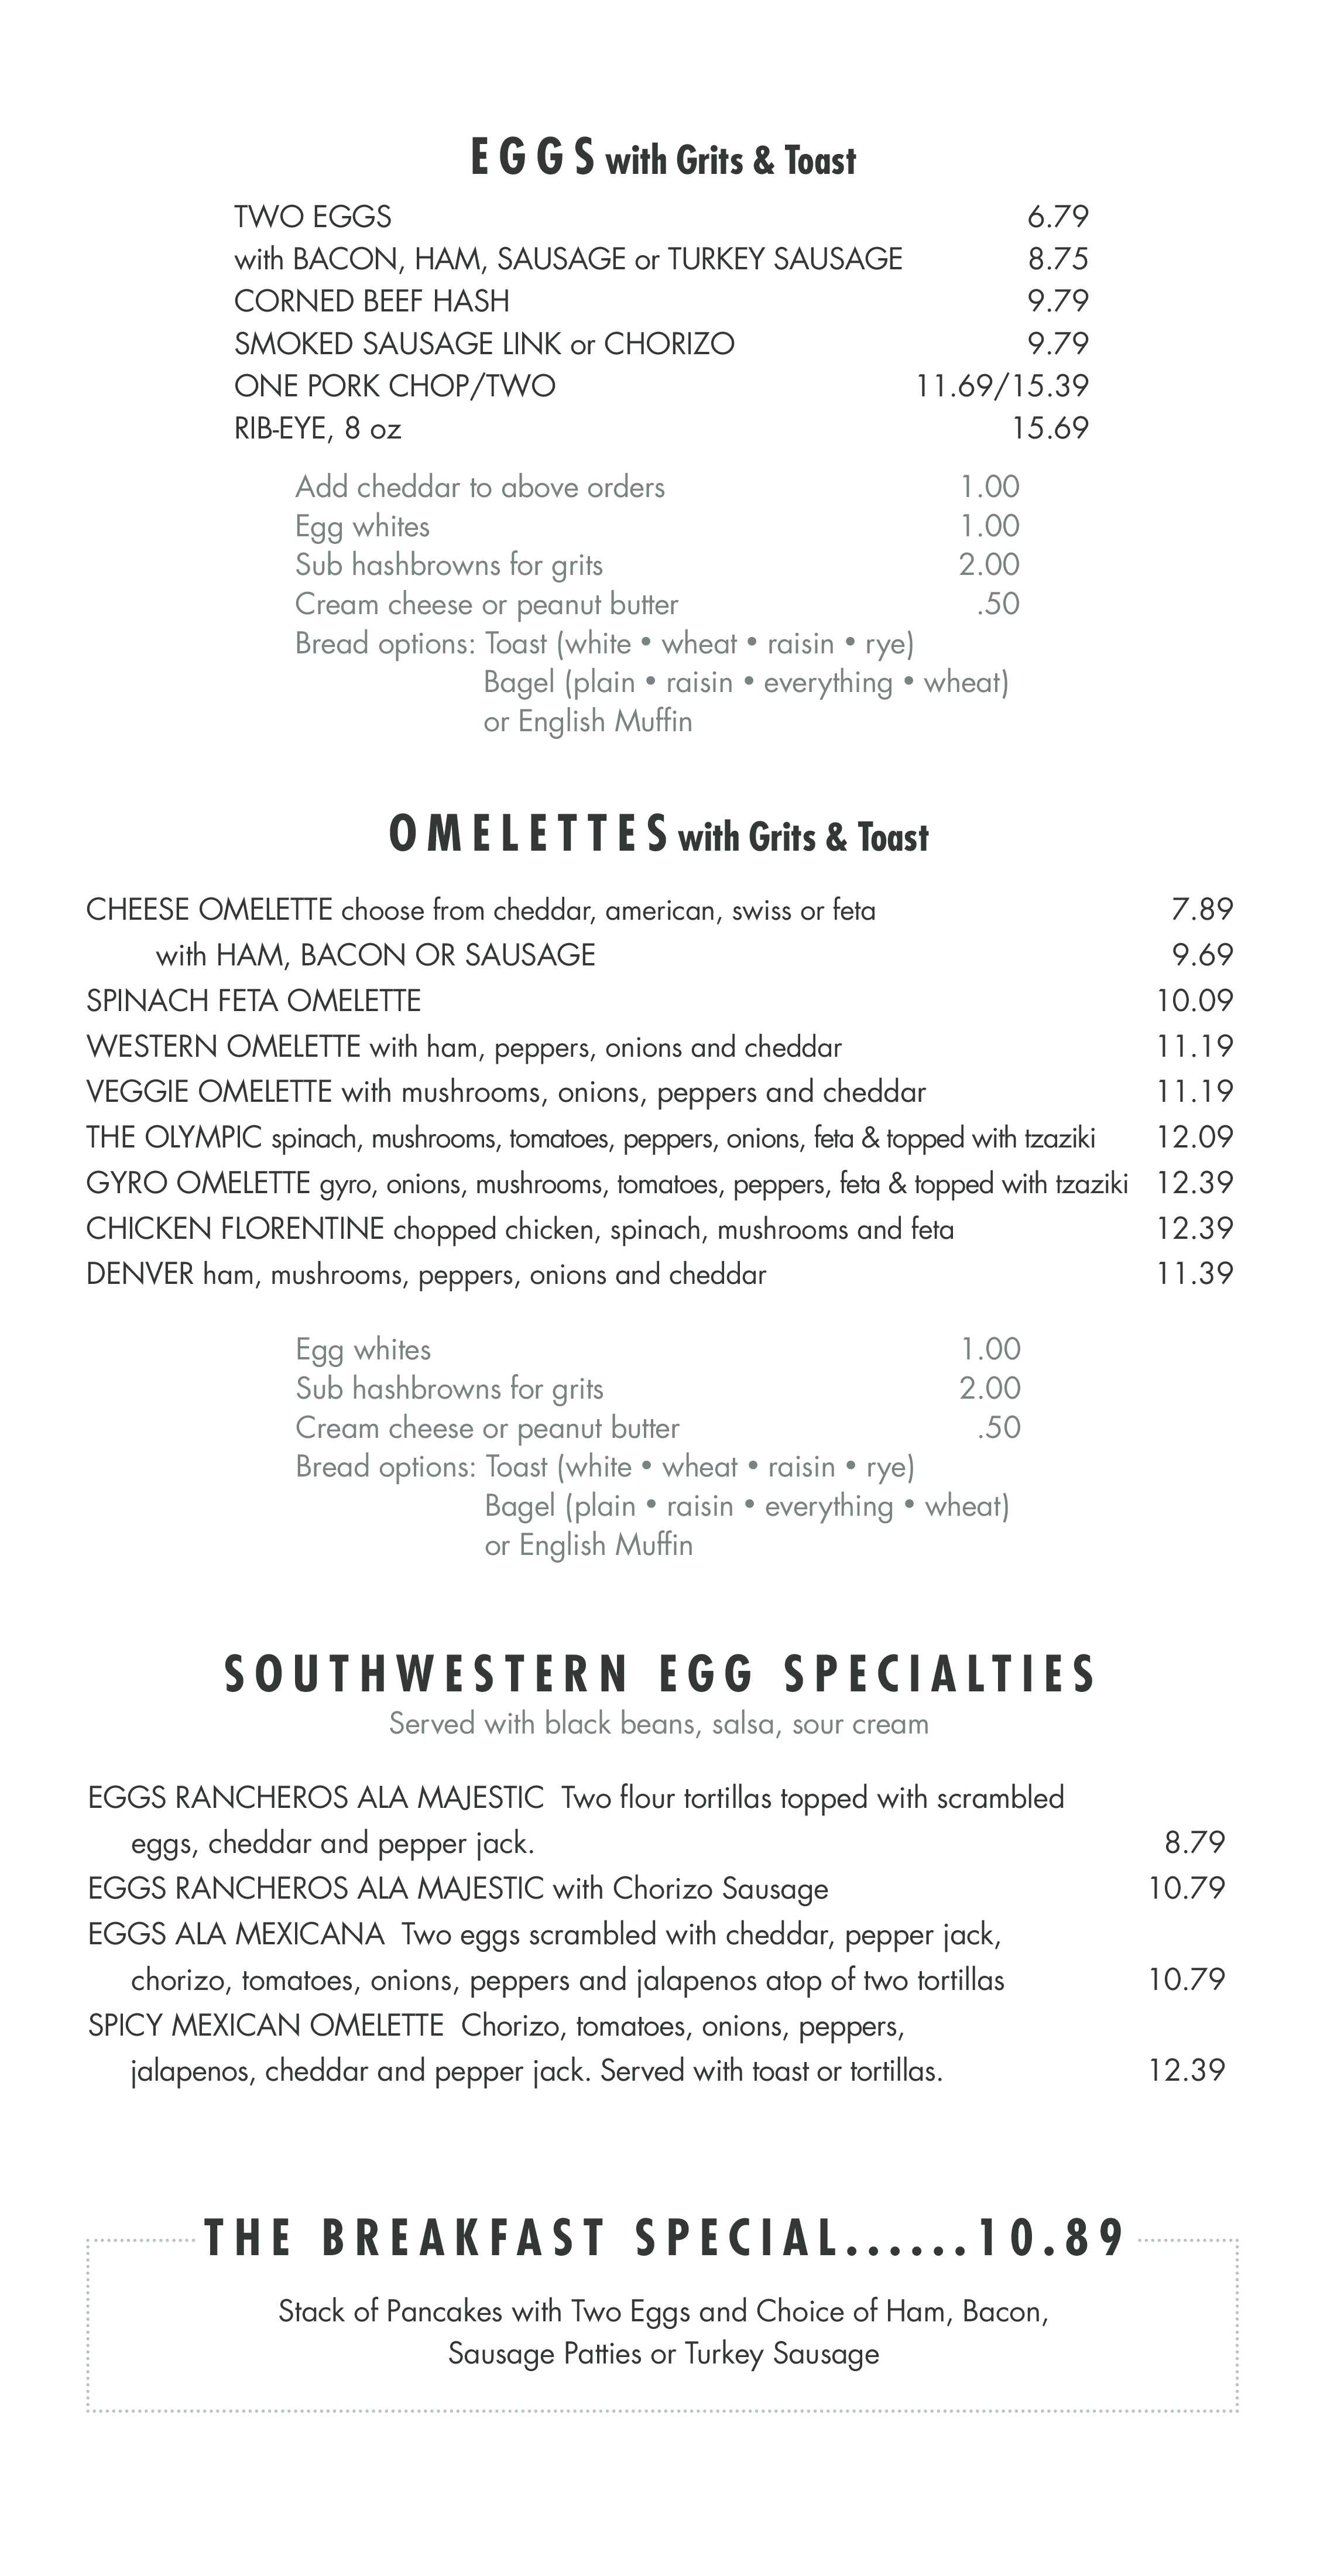 EGGS with Grits & Toast
TWO EGGS 6.79
with BACON, HAM, SAUSAGE or TURKEY SAUSAGE 8.75
CORNED BEEF HASH 9.79
SMOKED SAUSAGE LINK or CHORIZO 9.79
ONE PORK CHOP/TWO 11.69/15.39
RIB-EYE, 8 oz 15.69
Add cheddar to above orders 1.00
Egg whites 1.00
Sub hashbrowns for grits 2.00
Cream cheese or peanut butter .50
Bread options: Toast (white • wheat • raisin • rye)
Bagel (plain • raisin • everything • wheat)
or English Muffin
OMELETTES with Grits & Toast
CHEESE OMELETTE choose from cheddar, american, swiss or feta 7.89
with HAM, BACON OR SAUSAGE 9.69
SPINACH FETA OMELETTE 10.09
WESTERN OMELETTE with ham, peppers, onions and cheddar 11.19
VEGGIE OMELETTE with mushrooms, onions, peppers and cheddar 11.19
THE OLYMPIC spinach, mushrooms, tomatoes, peppers, onions, feta & topped with tzaziki 12.09
GYRO OMELETTE gyro, onions, mushrooms, tomatoes, peppers, feta & topped with tzaziki 12.39
CHICKEN FLORENTINE chopped chicken, spinach, mushrooms and feta 12.39
DENVER ham, mushrooms, peppers, onions and cheddar 11.39
Egg whites 1.00
Sub hashbrowns for grits 2.00
Cream cheese or peanut butter .50
Bread options: Toast (white • wheat • raisin • rye)
Bagel (plain • raisin • everything • wheat)
or English Muffin
SOUTHWESTERN EGG SPECIALTIES
Served with black beans, salsa, sour cream
EGGS RANCHEROS ALA MAJESTIC Two flour tortillas topped with scrambled
eggs, cheddar and pepper jack. 8.79
EGGS RANCHEROS ALA MAJESTIC with Chorizo Sausage 10.79
EGGS ALA MEXICANA Two eggs scrambled with cheddar, pepper jack,
chorizo, tomatoes, onions, peppers and jalapenos atop of two tortillas 10.79
SPICY MEXICAN OMELETTE Chorizo, tomatoes, onions, peppers,
jalapenos, cheddar and pepper jack. Served with toast or tortillas. 12.39
THE BREAKFAST SPECIAL......10.89
Stack of Pancakes with Two Eggs and Choice of Ham, Bacon,
Sausage Patties or Turkey Sausage